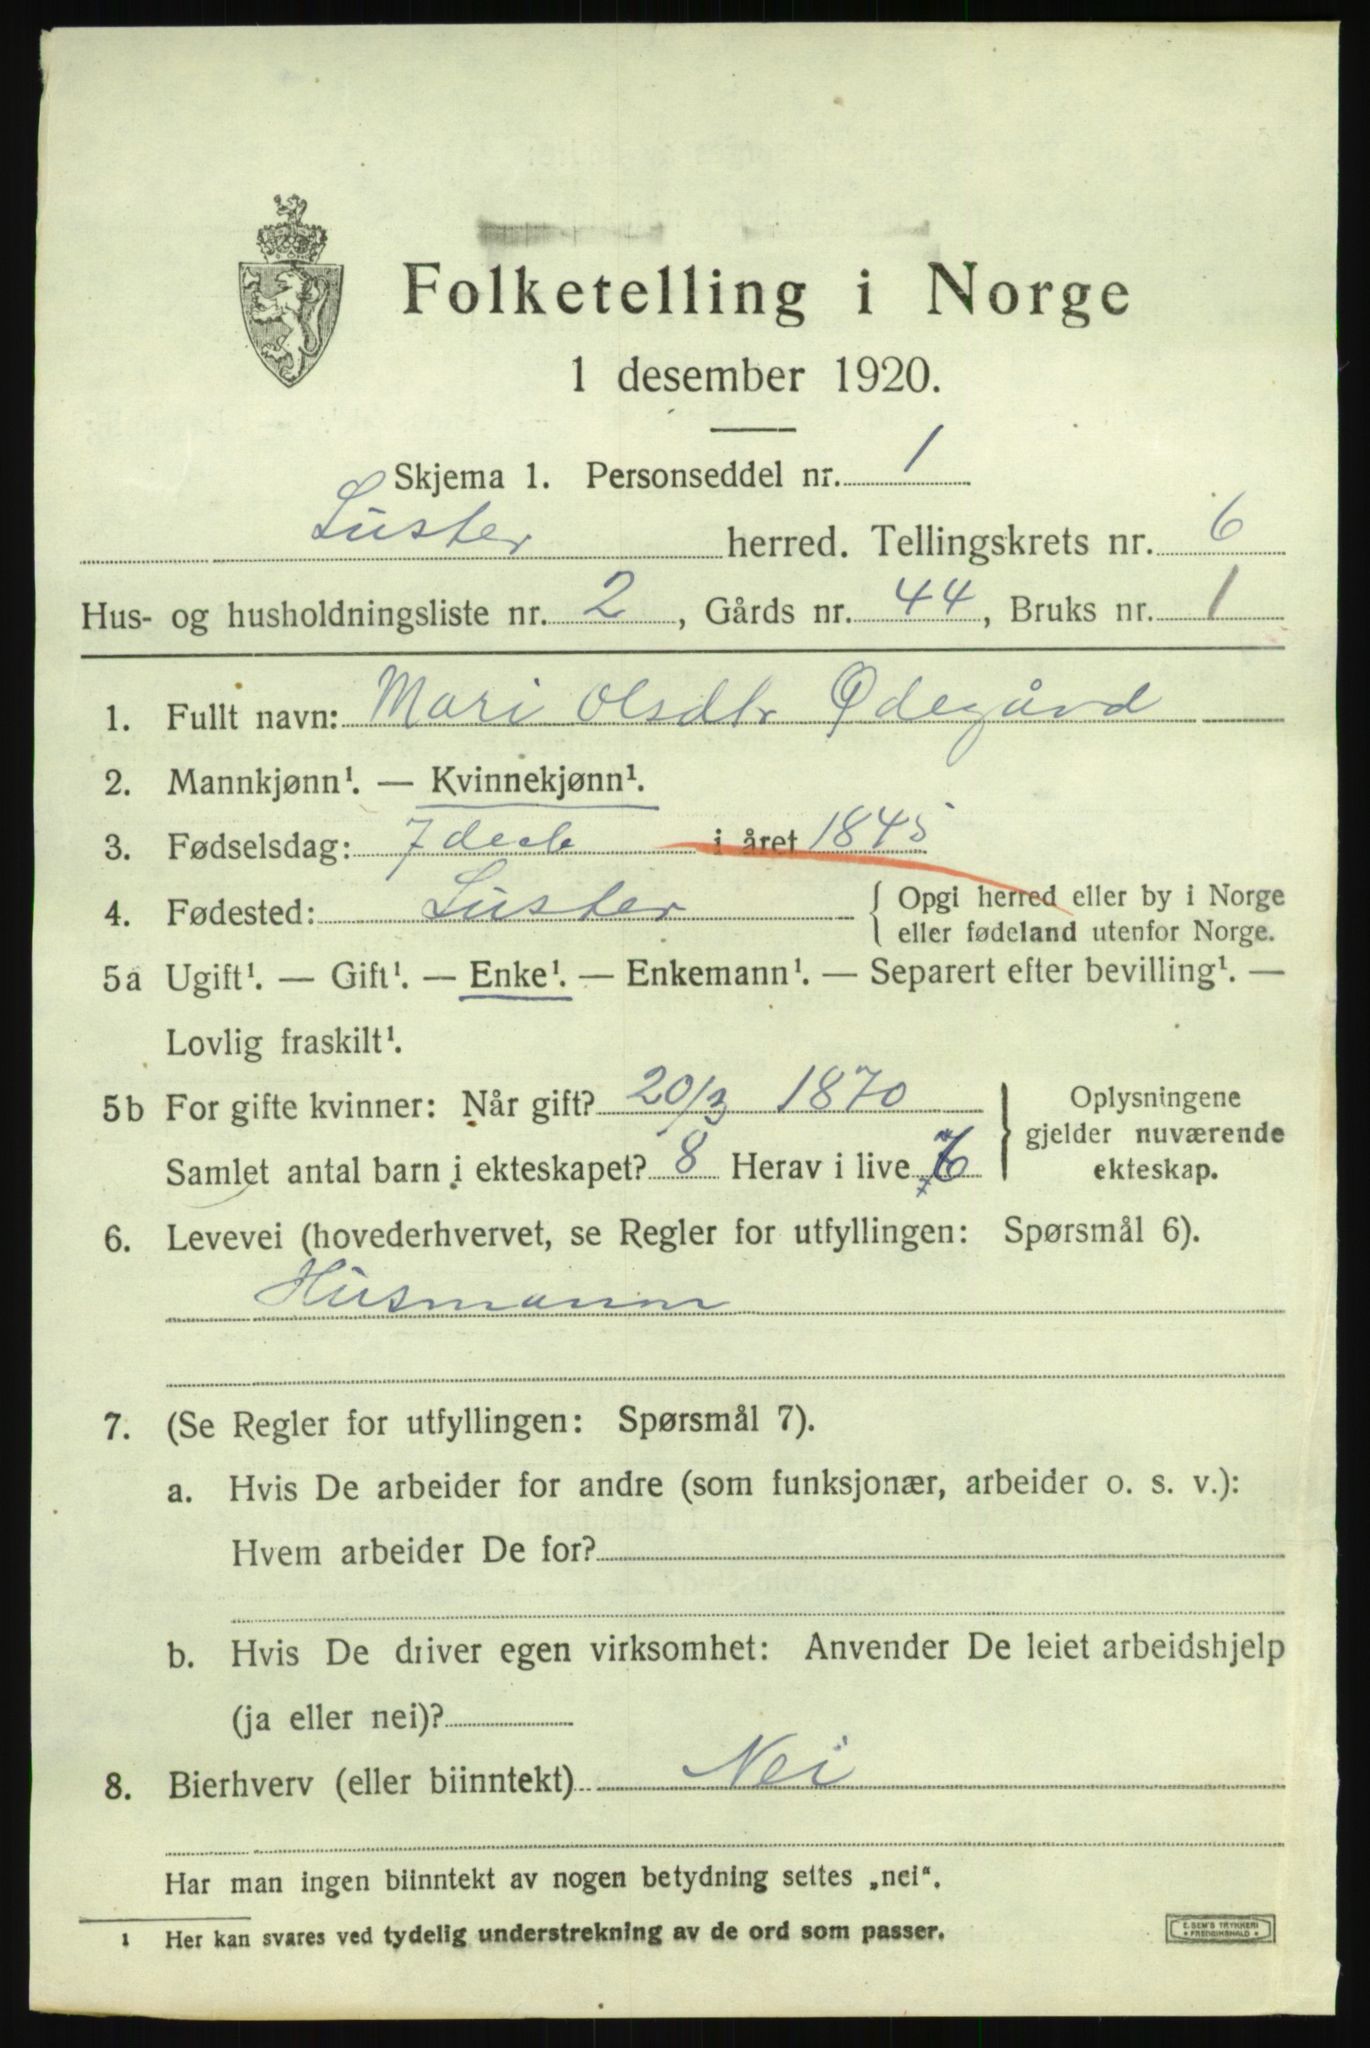 Folketelling i Norge
1 desember 1920.
Skjema 1. Personseddel nr. 1
Luster herred. Tellingskrets nr. 6
Hus- og husholdningsliste nr. 2, Gårds nr. 44, Bruks nr. 1
1. Fullt navn: Mari Olsdtr Ødegård
2. Mannkjønn¹. — Kvinnekjønn¹.
3. Fødselsdag: 7 i året 1845
4. Fødested: Luster { Opgi herred eller by i Norge
eller fødeland utenfor Norge.
5a Ugift¹. — Gift¹. — Enke¹. — Enkemann¹. — Separert efter bevilling¹. —
Lovlig fraskilt¹.
5b For gifte kvinner: Når gift? 20/3 1870 } Oplysningene
gjelder nuværende
Samlet antal barn i ekteskapet? 8 Herav i live
ekteskap.
6. Levevei (hovederhvervet, se Regler for utfyllingen: Spørsmål 6).
Husmann
7. (Se Regler for utfyllingen: Spørsmål 7).
a. Hvis De arbeider for andre (som funksjonær, arbeider o. s. v.):
Hvem arbeider De for?
b. Hvis De driver egen virksomhet: Anvender De leiet arbeidshjelp
(ja eller nei)?
8. Bierhverv (eller biinntekt) Nei
Har man ingen biinntekt av nogen betydning settes „nei“.
1 Her kan svares ved tydelig understrekning av de ord som passer.
E. SEM'S TRYKKERI
* FREDRIKSHALD *